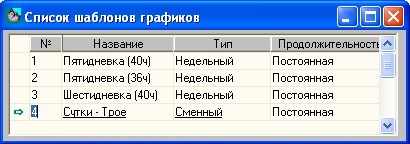 Список шаблонов графиков
№ Название Тип Продолжительность
1 Пятидневка (40ч) Недельный Постоянная
2 Пятидневка (36ч) Недельный Постоянная
3 Шестидневка (40ч) Недельный Постоянная
4 Сутки - Трое Сменный Постоянная